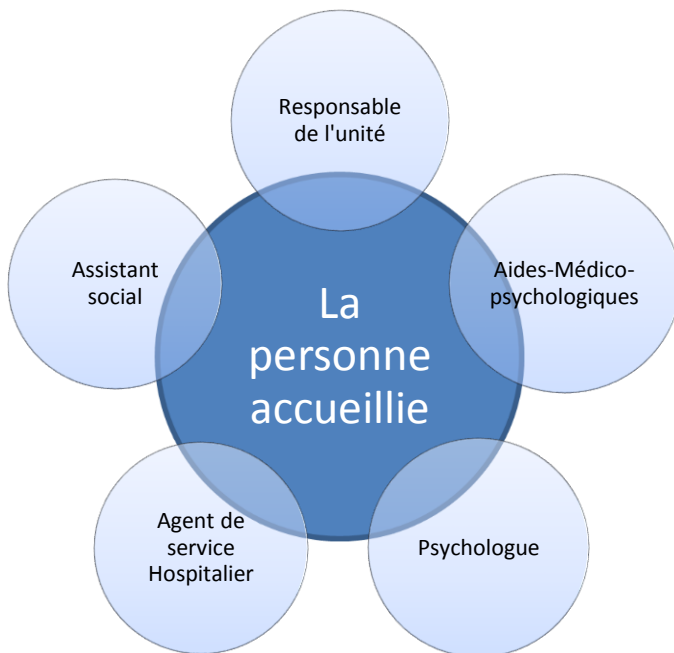 Responsable
de l'unité
Assistant
social
Aides-Médico-
psychologiques
La
personne
accueillie
Agent de
service
Hospitalier
Psychologue